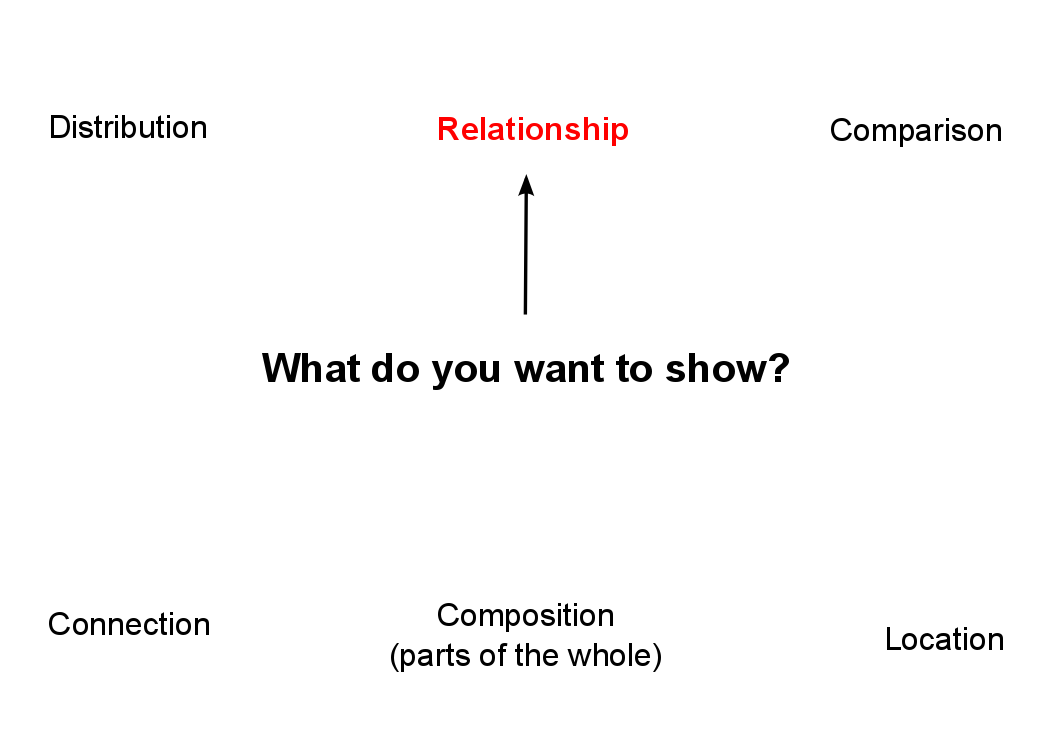 Distribution
Relationship
Comparison
What do you want to show?
Connection
Composition
(parts of the whole)
Location